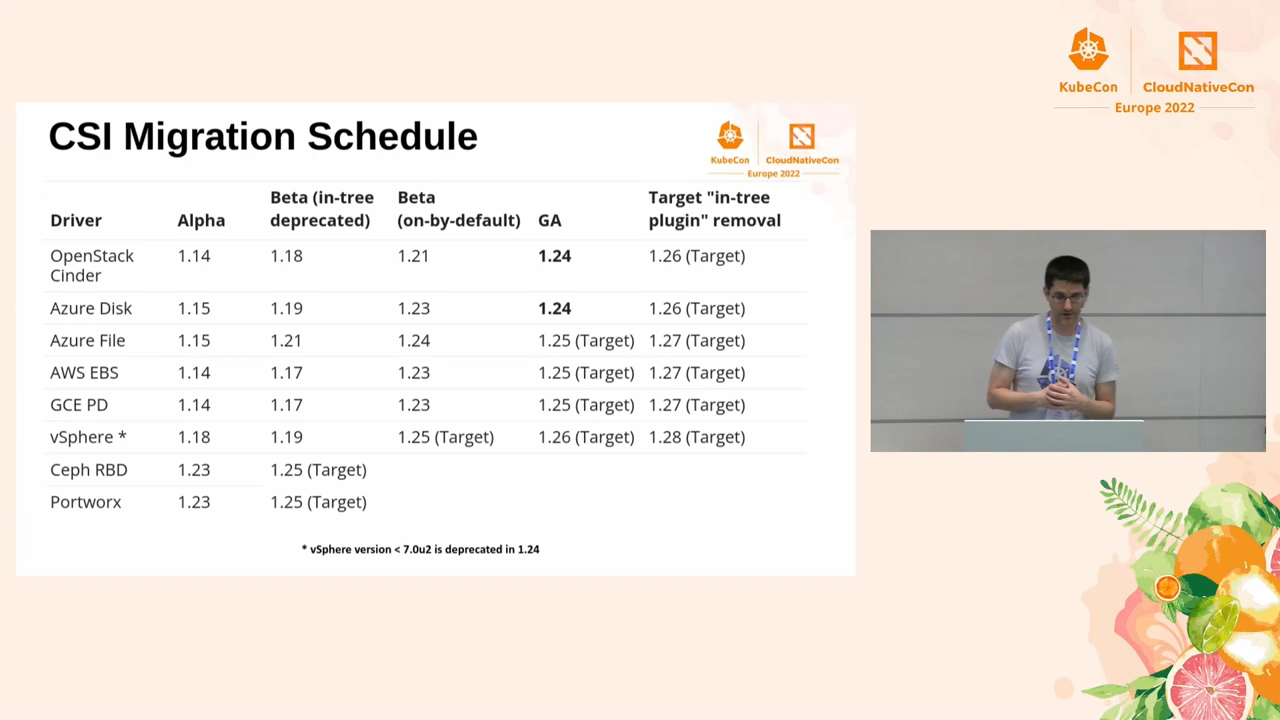 KubeCon
CloudNativeCon
Europe 2022
CSI Migration Schedule
KubeCon
CloudNativeCon
Europe 2022
Driver Alpha Beta (in-tree deprecated) Beta (on-by-default) GA Target "in-tree plugin" removal
OpenStack Cinder 1.14 1.18 1.21 1.24 1.26 (Target)
Azure Disk 1.15 1.19 1.23 1.24 1.26 (Target)
Azure File 1.15 1.21 1.24 1.25 (Target) 1.27 (Target)
AWS EBS 1.14 1.17 1.23 1.25 (Target) 1.27 (Target)
GCE PD 1.14 1.17 1.23 1.25 (Target) 1.27 (Target)
vSphere * 1.18 1.19 1.25 (Target) 1.26 (Target) 1.28 (Target)
Ceph RBD 1.23 1.25 (Target)
Portworx 1.23 1.25 (Target)
* vSphere version < 7.0u2 is deprecated in 1.24